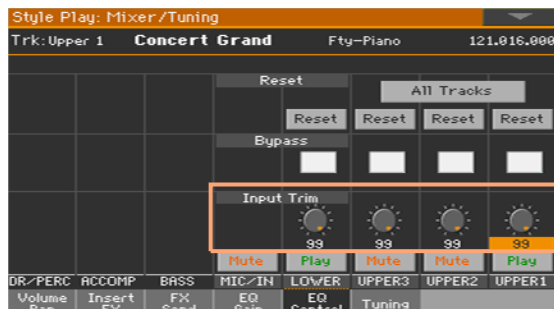 Style Play: Mixer/Tuning
Trk: Upper 1 Concert Grand Fty-Piano 121.016.000
Reset All Tracks
Reset Reset Reset Reset
Bypass
Input Trim
99 99 99 99
Mute Play Mute Mute Play
DR/PERC ACCOMP BASS MIC/IN LOWER UPPER3 UPPER2 UPPER1
Volume Insert FX EQ EQ Tuning